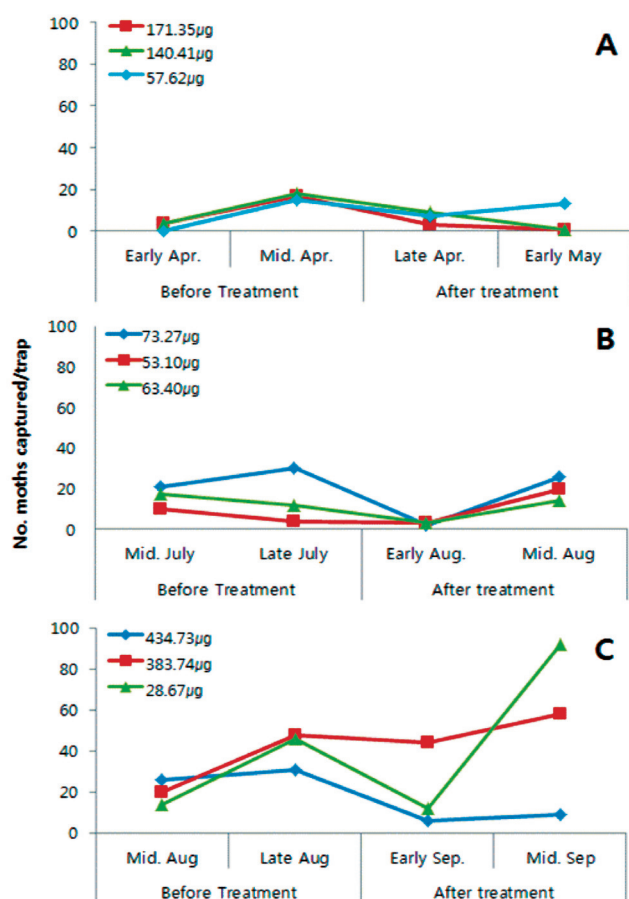 100
80
60
40
20
0
171.35µg
140.41µg
57.62µg
A
Early Apr. Mid. Apr. Late Apr. Early May
Before Treatment After treatment
No. moths captured/trap
100
80
60
40
20
0
73.27µg
53.10µg
63.40µg
B
Mid. July Late July Early Aug. Mid. Aug
Before Treatment After treatment
100
80
60
40
20
0
434.73µg
383.74µg
28.67µg
C
Mid. Aug Late Aug Early Sep. Mid. Sep
Before Treatment After treatment